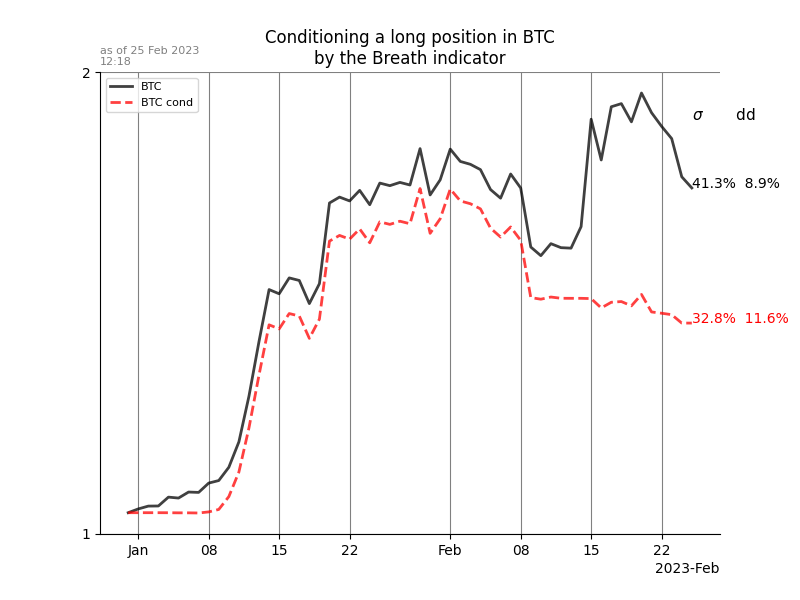 Conditioning a long position in BTC
by the Breath indicator
as of 25 Feb 2023
12:18
2
BTC
BTC cond
σ dd
41.3% 8.9%
32.8% 11.6%
1
Jan 08 15 22 Feb 08 15 22
2023-Feb